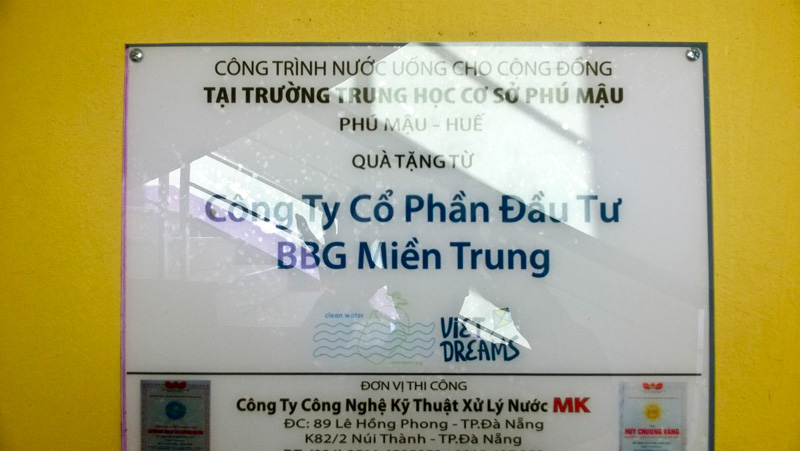 CÔNG TRÌNH NƯỚC UỐNG CHO CỘNG ĐỒNG
TẠI TRƯỜNG TRUNG HỌC CƠ SỞ PHÚ MẬU
PHÚ MẬU - HUẾ
QUÀ TẶNG TỪ
Công Ty Cổ Phần Đầu Tư
BBG Miền Trung
clean water
VIET
DREAMS
ĐƠN VỊ THI CÔNG
Công Ty Công Nghệ Kỹ Thuật Xử Lý Nước MK
ĐC: 89 Lê Hồng Phong - TP.Đà Nẵng
K82/2 Núi Thành - TP.Đà Nẵng
HUY CHƯƠNG VÀNG